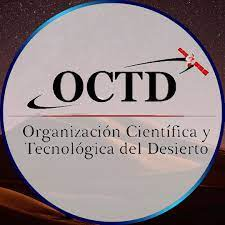 OCTD
Organización Científica y
Tecnológica del Desierto